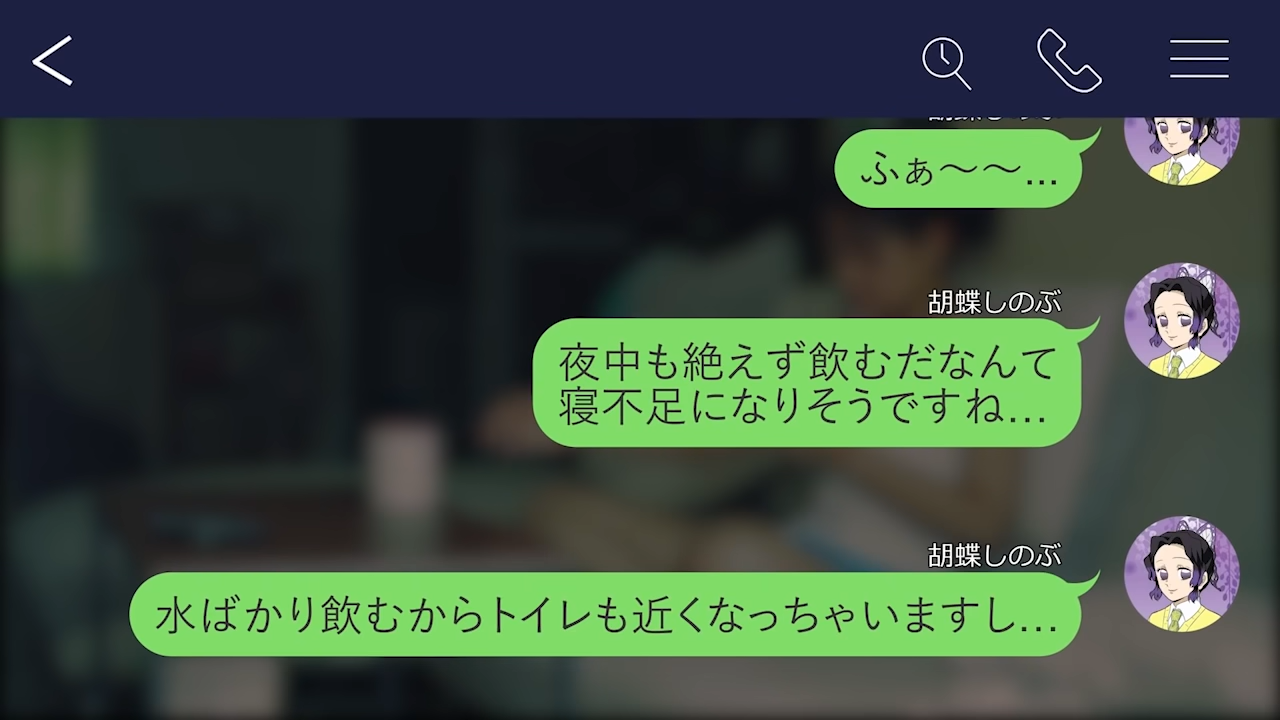 ふぁ～～…
胡蝶しのぶ
夜中も絶えず飲むだなんて
寝不足になりそうですね…
胡蝶しのぶ
水ばかり飲むからトイレも近くなっちゃいますし…